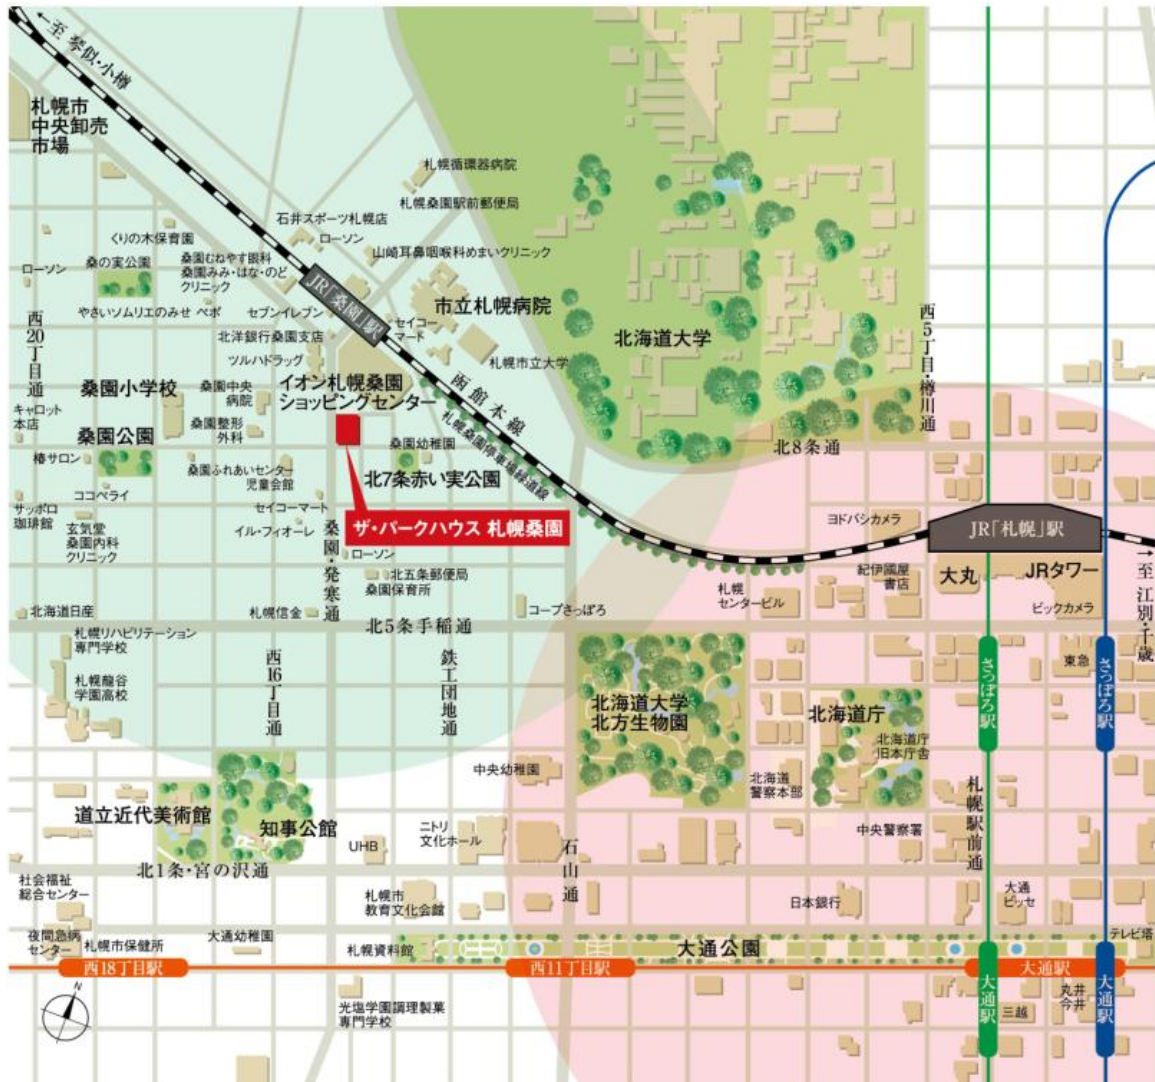 ←至 琴似・小樽
札幌市
中央卸売
市場
札幌循環器病院
札幌桑園駅前郵便局
石井スポーツ札幌店
ローソン
くりの木保育園
山崎耳鼻咽喉科めまいクリニック
桑の実公園
桑園むねやす眼科
桑園みみ・はな・のど
クリニック
ローソン
JR「桑園」駅
市立札幌病院
やさいソムリエのみせ ペポ
セブンイレブン
セイコー
マート
西20丁目通
北洋銀行桑園支店
北海道大学
西5丁目・樽川通
ツルハドラッグ
札幌市立大学
桑園小学校
桑園中央
病院
イオン札幌桑園
ショッピングセンター
函館本線
キャロット
本店
桑園整形
外科
札幌桑園停車場緑道線
桑園公園
桑園幼稚園
北8条通
椿サロン
桑園ふれあいセンター
児童会館
北7条赤い実公園
ココペライ
サッポロ
珈琲館
セイコーマート
玄気堂
桑園内科
クリニック
イル・フィオーレ
桑園・発寒通
ザ・パークハウス 札幌桑園
ヨドバシカメラ
JR「札幌」駅
ローソン
→至 江別・千歳
北五条郵便局
桑園保育所
紀伊國屋
書店
大丸
JRタワー
札幌
センタービル
ビックカメラ
北海道日産
札幌信金
コープさっぽろ
北5条手稲通
札幌リハビリテーション
専門学校
西16丁目通
鉄工団地通
さっぽろ駅
東急
さっぽろ駅
札幌龍谷
学園高校
北海道大学
北方生物園
北海道庁
北海道庁
旧本庁舎
中央幼稚園
北海道
警察本部
札幌駅前通
道立近代美術館
知事公館
ニトリ
文化ホール
中央警察署
UHB
石山通
北1条・宮の沢通
社会福祉
総合センター
札幌市
教育文化会館
日本銀行
大通
ビッセ
夜間急病
センター
札幌市保健所
大通幼稚園
札幌資料館
大通公園
テレビ塔
西18丁目駅
西11丁目駅
大通駅
大通駅
大通駅
N
光塩学園調理製菓
専門学校
三越
丸井
今井